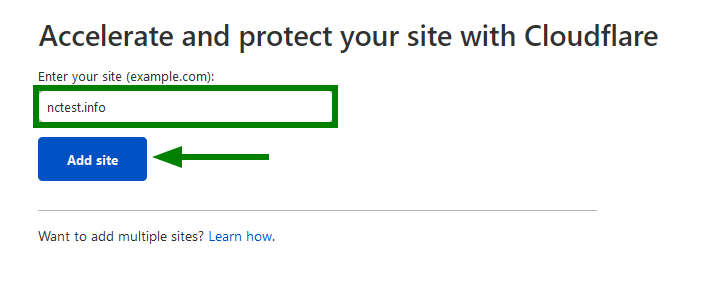 Accelerate and protect your site with Cloudflare
Enter your site (example.com):
nctest.info
Add site
Want to add multiple sites? Learn how.